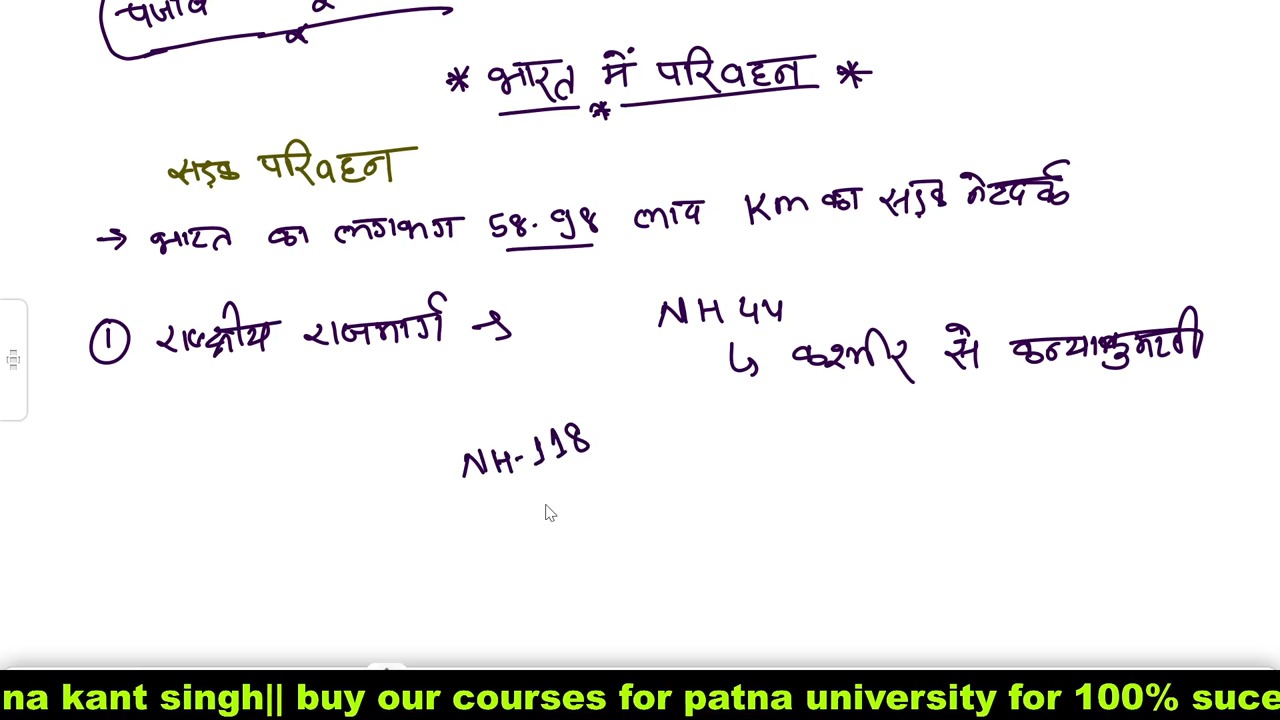 पंजाब
* भारत में परिवहन *
*
सड़क परिवहन
→ भारत का लगभग 58.98 लाख Km का सड़क नेटवर्क
① राष्ट्रीय राजमार्ग →
NH 44
↳ कश्मीर से कन्याकुमारी
NH-118
na kant singh|| buy our courses for patna university for 100% suce